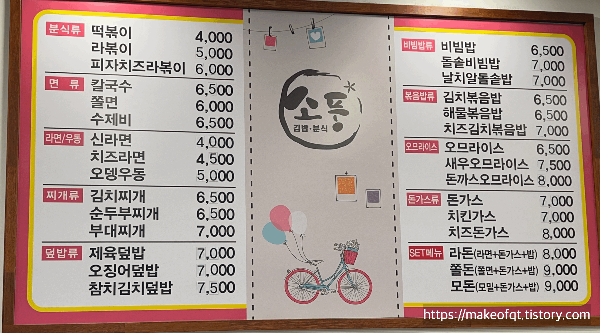 분식류 떡볶이 4,000
라볶이 5,000
피자치즈라볶이 6,000
면 류 칼국수 6,500
쫄면 6,000
수제비 6,500
라면/우동 신라면 4,000
치즈라면 4,500
오뎅우동 5,000
찌개류 김치찌개 6,500
순두부찌개 6,500
부대찌개 7,000
덮밥류 제육덮밥 7,000
오징어덮밥 7,000
참치김치덮밥 7,500
소풍
김밥·분식
비빔밥류 비빔밥 6,500
돌솥비빔밥 7,000
날치알돌솥밥 7,000
볶음밥류 김치볶음밥 6,500
해물볶음밥 6,500
치즈김치볶음밥 7,000
오므라이스 오므라이스 6,500
새우오므라이스 7,500
돈까스오므라이스 8,000
돈가스류 돈가스 7,000
치킨가스 7,000
치즈돈가스 8,000
SET메뉴 라돈(라면+돈가스+밥) 8,000
쫄돈(쫄면+돈가스+밥) 9,000
모돈(모밀+돈가스+밥) 9,000
https://makeofqt.tistory.com